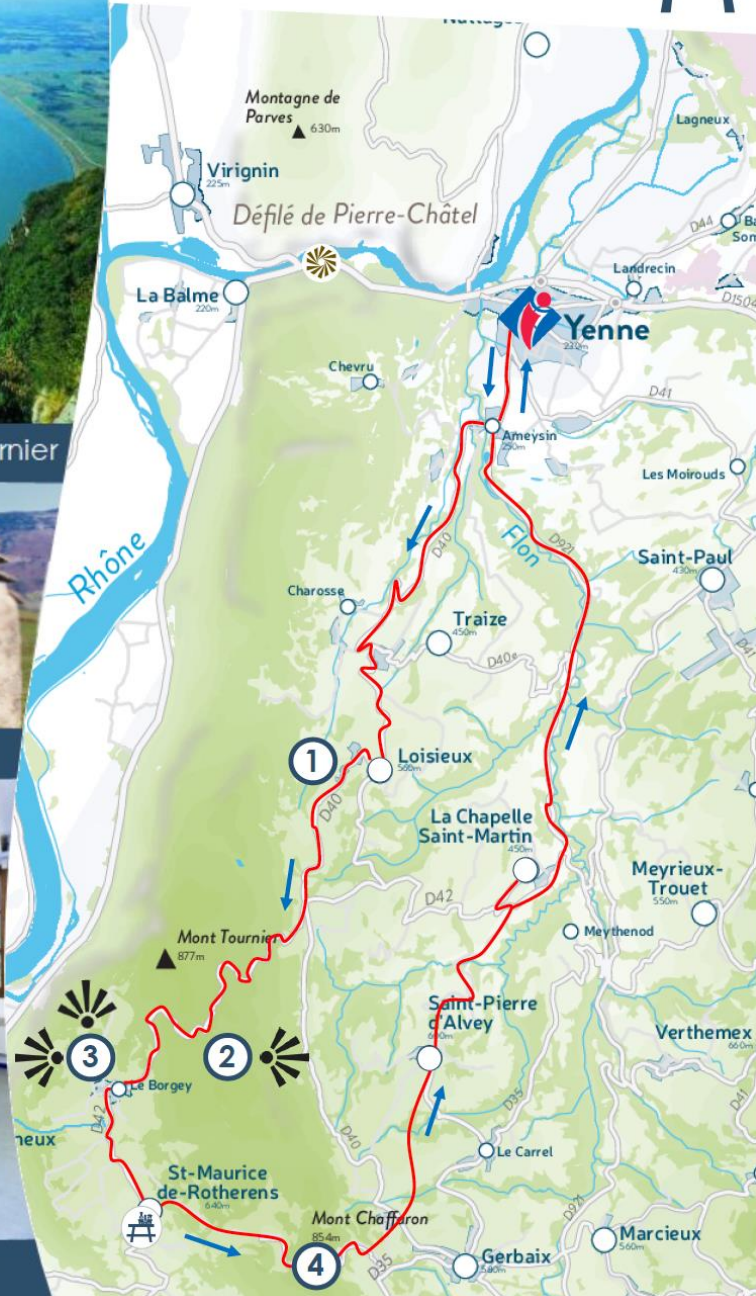 Montagne de
Parves
630m
Lagneux
Virignin
225m
Défilé de Pierre-Châtel
D44
Landrecin
La Balme
220m
D1504
Yenne
Chevru
D41
Ameysin
250m
Les Moirouds
rnier
D40
Flon
D921
Saint-Paul
430m
Rhône
Charosse
Traize
450m
D40e
1
Loisieux
D40
La Chapelle
Saint-Martin
450m
Meyrieux-
Trouet
550m
D42
Meythenod
Mont Tournier
877m
Saint-Pierre
d'Alvey
3
2
Verthemex
660m
Le Borgey
D42
D35
D41
neux
D40
Le Carrel
St-Maurice
de-Rotherens
640m
D921
Mont Chaffaron
854m
Marcieux
560m
4
D35
Gerbaix
580m